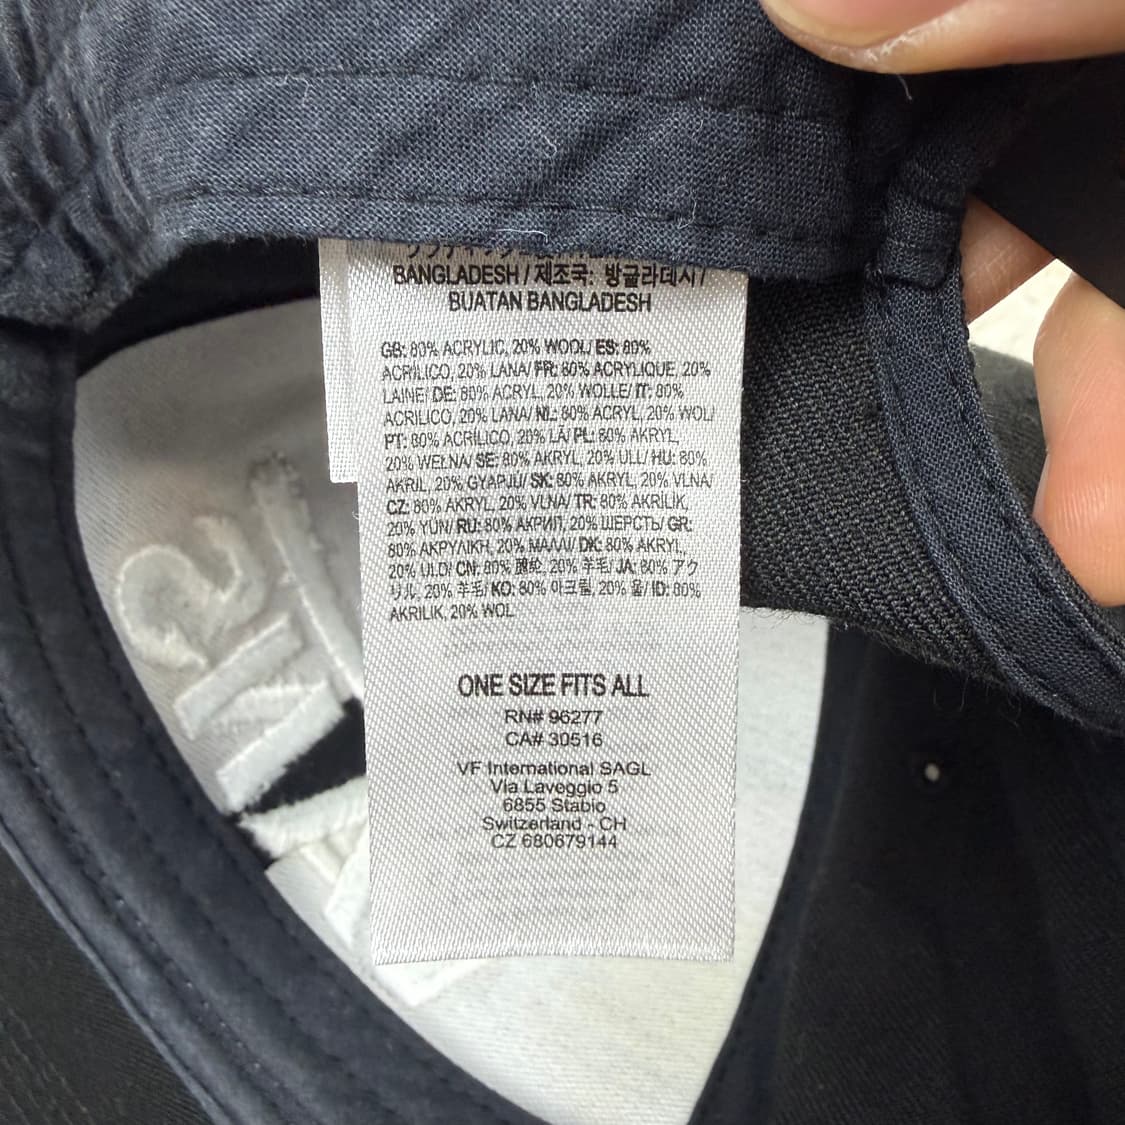 BANGLADESH / 제조국: 방글라데시 /
BUATAN BANGLADESH
GB: 80% ACRYLIC, 20% WOOL/ ES: 80%
ACRÍLICO, 20% LANA/ FR: 80% ACRYLIQUE, 20%
LAINE/ DE: 80% ACRYL, 20% WOLLE/ IT: 80%
ACRILICO, 20% LANA/ NL: 80% ACRYL, 20% WOL/
PT: 80% ACRÍLICO, 20% LÃ/ PL: 80% AKRYL,
20% WEŁNA/ SE: 80% AKRYL, 20% ULL/ HU: 80%
AKRIL, 20% GYAPJÚ/ SK: 80% AKRYL, 20% VLNA/
CZ: 80% AKRYL, 20% VLNA/ TR: 80% AKRİLİK,
20% YÜN/ RU: 80% АКРИЛ, 20% ШЕРСТЬ/ GR:
80% ΑΚΡΥΛΙΚΗ, 20% ΜΑΛΛΙ/ DK: 80% AKRYL,
20% ULD/ CN: 80% 腈纶, 20% 羊毛/ JA: 80% アク
リル, 20% 羊毛/ KO: 80% 아크릴, 20% 울/ ID: 80%
AKRILIK, 20% WOL
ONE SIZE FITS ALL
RN# 96277
CA# 30516
VF International SAGL
Via Laveggio 5
6855 Stabio
Switzerland - CH
CZ 680679144